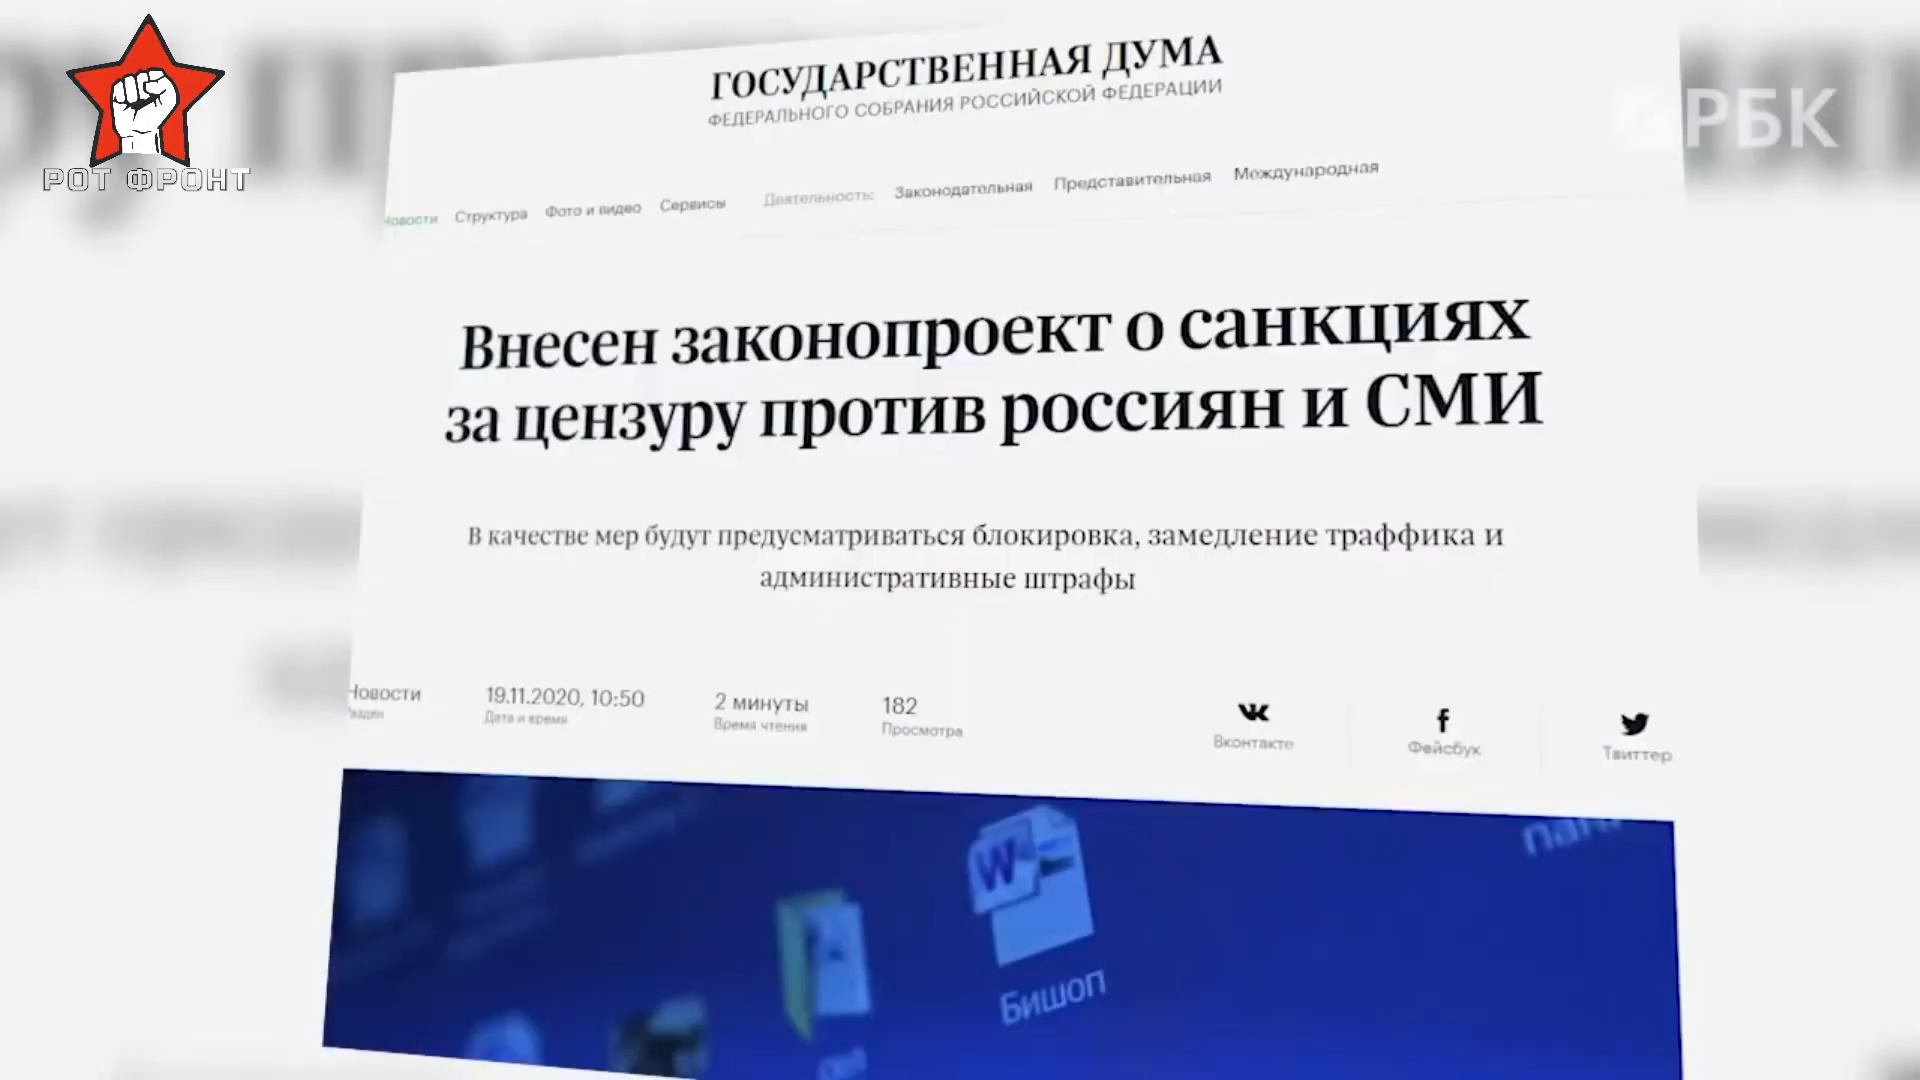 РОТ ФРОНТ
РБК
ГОСУДАРСТВЕННАЯ ДУМА
ФЕДЕРАЛЬНОГО СОБРАНИЯ РОССИЙСКОЙ ФЕДЕРАЦИИ
Новости Структура Фото и видео Сервисы Деятельность: Законодательная Представительная Международная
Внесен законопроект о санкциях
за цензуру против россиян и СМИ
В качестве мер будут предусматриваться блокировка, замедление траффика и
административные штрафы
Новости 19.11.2020, 10:50 2 минуты 182
Раздел Дата и время Время чтения Просмотра
Вконтакте Фейсбук Твиттер
Бишоп